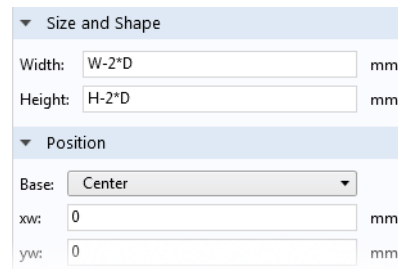 Size and Shape
Width: W-2*D mm
Height: H-2*D mm
Position
Base: Center
xw: 0 mm
yw: 0 mm